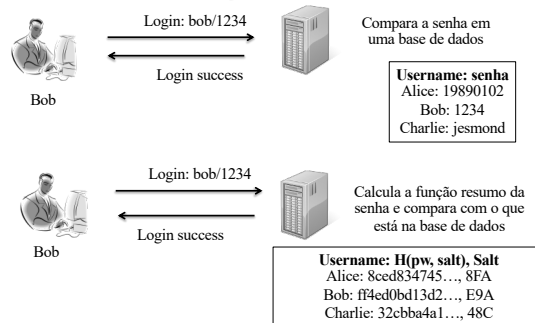 Login: bob/1234
Login success
Bob
Compara a senha em
uma base de dados
Username: senha
Alice: 19890102
Bob: 1234
Charlie: jesmond
Login: bob/1234
Login success
Bob
Calcula a função resumo da
senha e compara com o que
está na base de dados
Username: H(pw, salt), Salt
Alice: 8ced834745…, 8FA
Bob: ff4ed0bd13d2…, E9A
Charlie: 32cbba4a1…, 48C